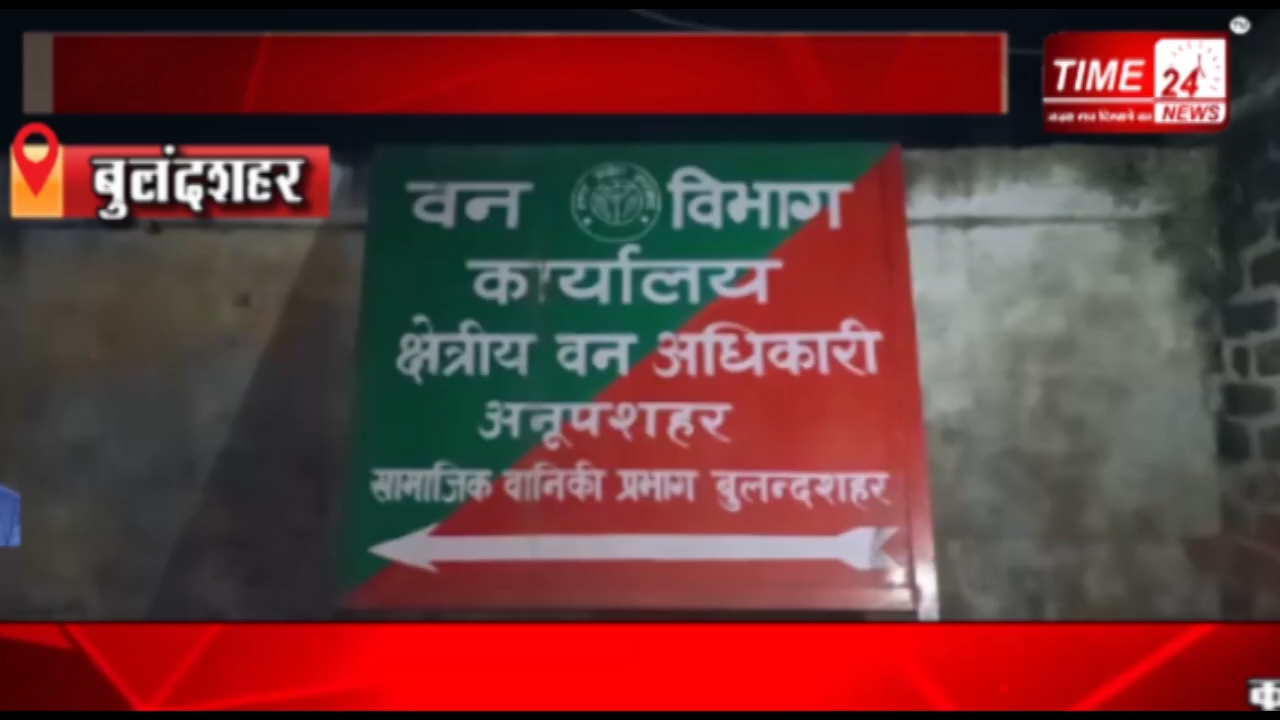 TIME
24
NEWS
बुलंदशहर
वन विभाग
कार्यालय
क्षेत्रीय वन अधिकारी
अनूपशहर
सामाजिक वानिकी प्रभाग बुलन्दशहर